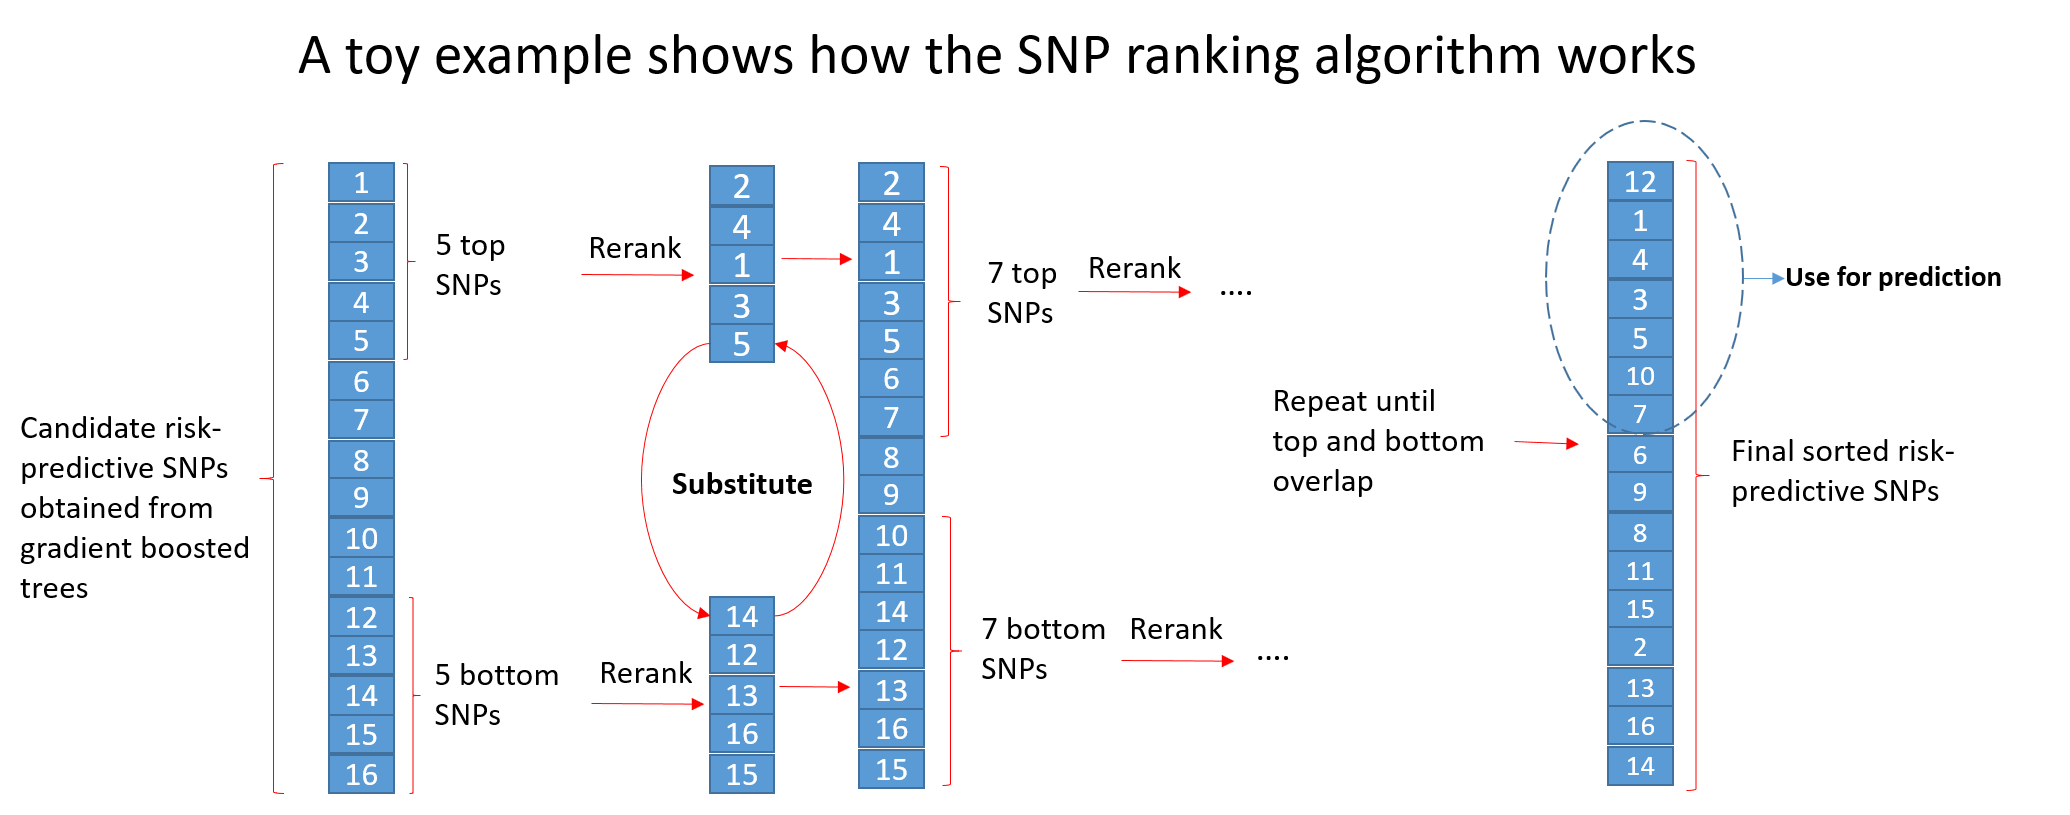 A toy example shows how the SNP ranking algorithm works
Candidate risk-
predictive SNPs
obtained from
gradient boosted
trees
1
2
3
4
5
6
7
8
9
10
11
12
13
14
15
16
5 top
SNPs
5 bottom
SNPs
Rerank
Rerank
2
4
1
3
5
Substitute
14
12
13
16
15
2
4
1
3
5
6
7
8
9
10
11
14
12
13
16
15
7 top
SNPs
Rerank
....
7 bottom
SNPs
Rerank
....
Repeat until
top and bottom
overlap
12
1
4
3
5
10
7
6
9
8
11
15
2
13
16
14
Use for prediction
Final sorted risk-
predictive SNPs